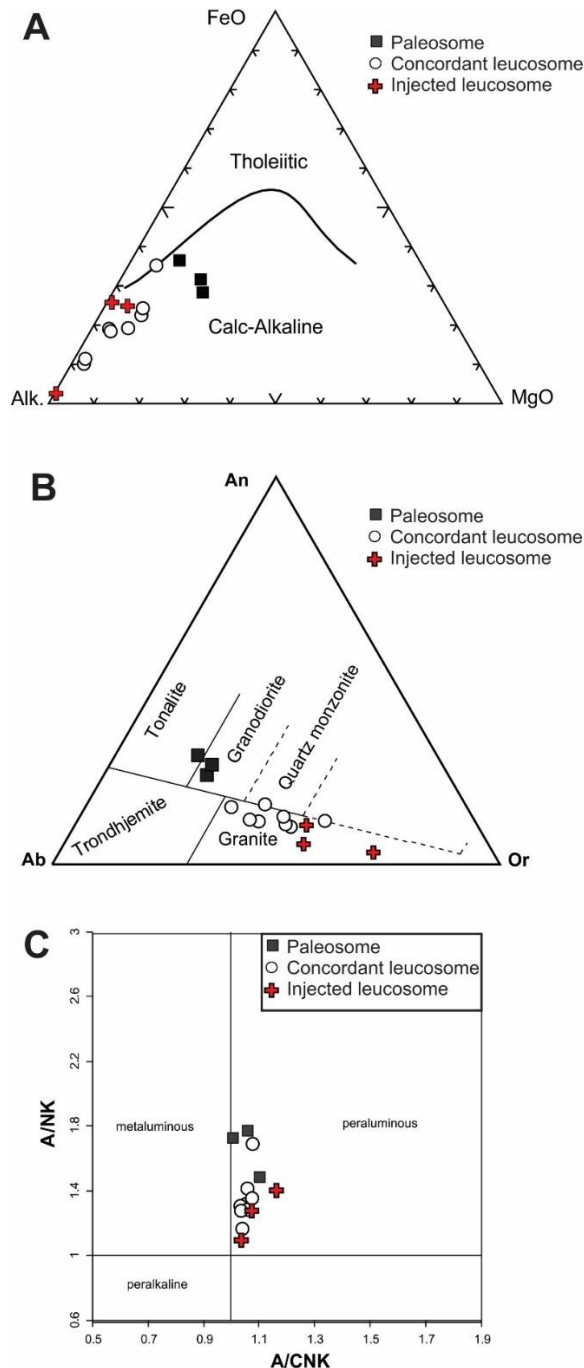 A
FeO
Paleosome
Concordant leucosome
Injected leucosome
Tholeiitic
Calc-Alkaline
Alk.
MgO
B
An
Paleosome
Concordant leucosome
Injected leucosome
Tonalite
Granodiorite
Quartz monzonite
Trondhjemite
Granite
Ab
Or
C
Paleosome
Concordant leucosome
Injected leucosome
3
2.6
2.2
1.8
1.4
1
0.6
A/NK
metaluminous
peraluminous
peralkaline
0.5 0.7 0.9 1.1 1.3 1.5 1.7 1.9
A/CNK